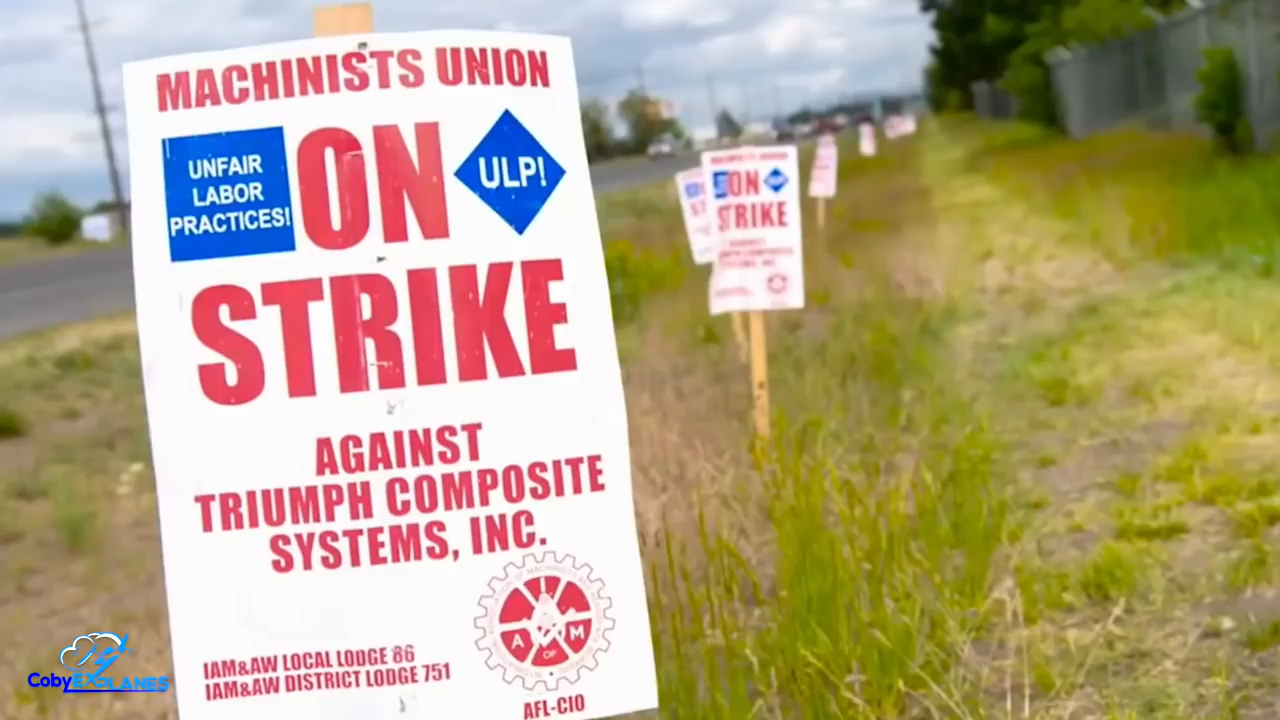 MACHINISTS UNION
UNFAIR
LABOR
PRACTICES!
ON
ULP!
STRIKE
AGAINST
TRIUMPH COMPOSITE
SYSTEMS, INC.
IAM&AW LOCAL LODGE 86
IAM&AW DISTRICT LODGE 751
A
M
OF
AFL-CIO
ON
STRIKE
CobyEXPLANES